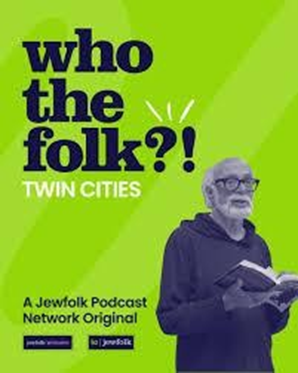 who
the
folk?!
TWIN CITIES
A Jewfolk Podcast
Network Original